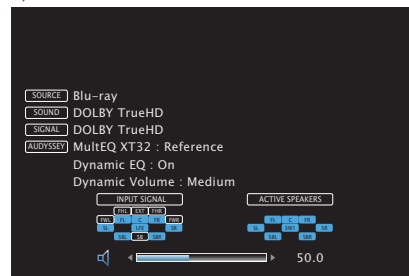 SOURCE Blu-ray
SOUND DOLBY TrueHD
SIGNAL DOLBY TrueHD
AUDYSSEY MultEQ XT32 : Reference
Dynamic EQ : On
Dynamic Volume : Medium
INPUT SIGNAL ACTIVE SPEAKERS
FHL EXT FHR
FWL FL C FR FWR FL C FR
SL LFE SR SL SW1 SR
SBL SB SBR SBL SBR
50.0